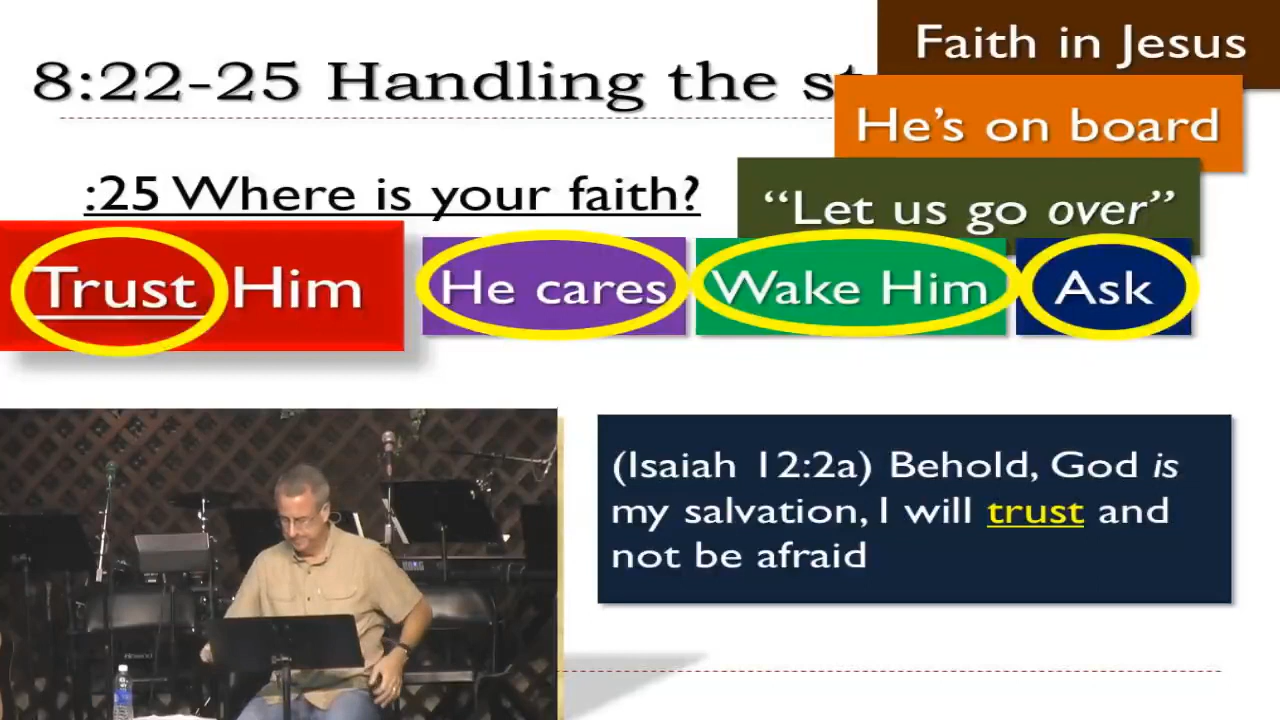 Faith in Jesus
8:22-25 Handling the st
He's on board
:25 Where is your faith?
“Let us go over”
Trust Him
He cares
Wake Him
Ask
(Isaiah 12:2a) Behold, God is
my salvation, I will trust and
not be afraid